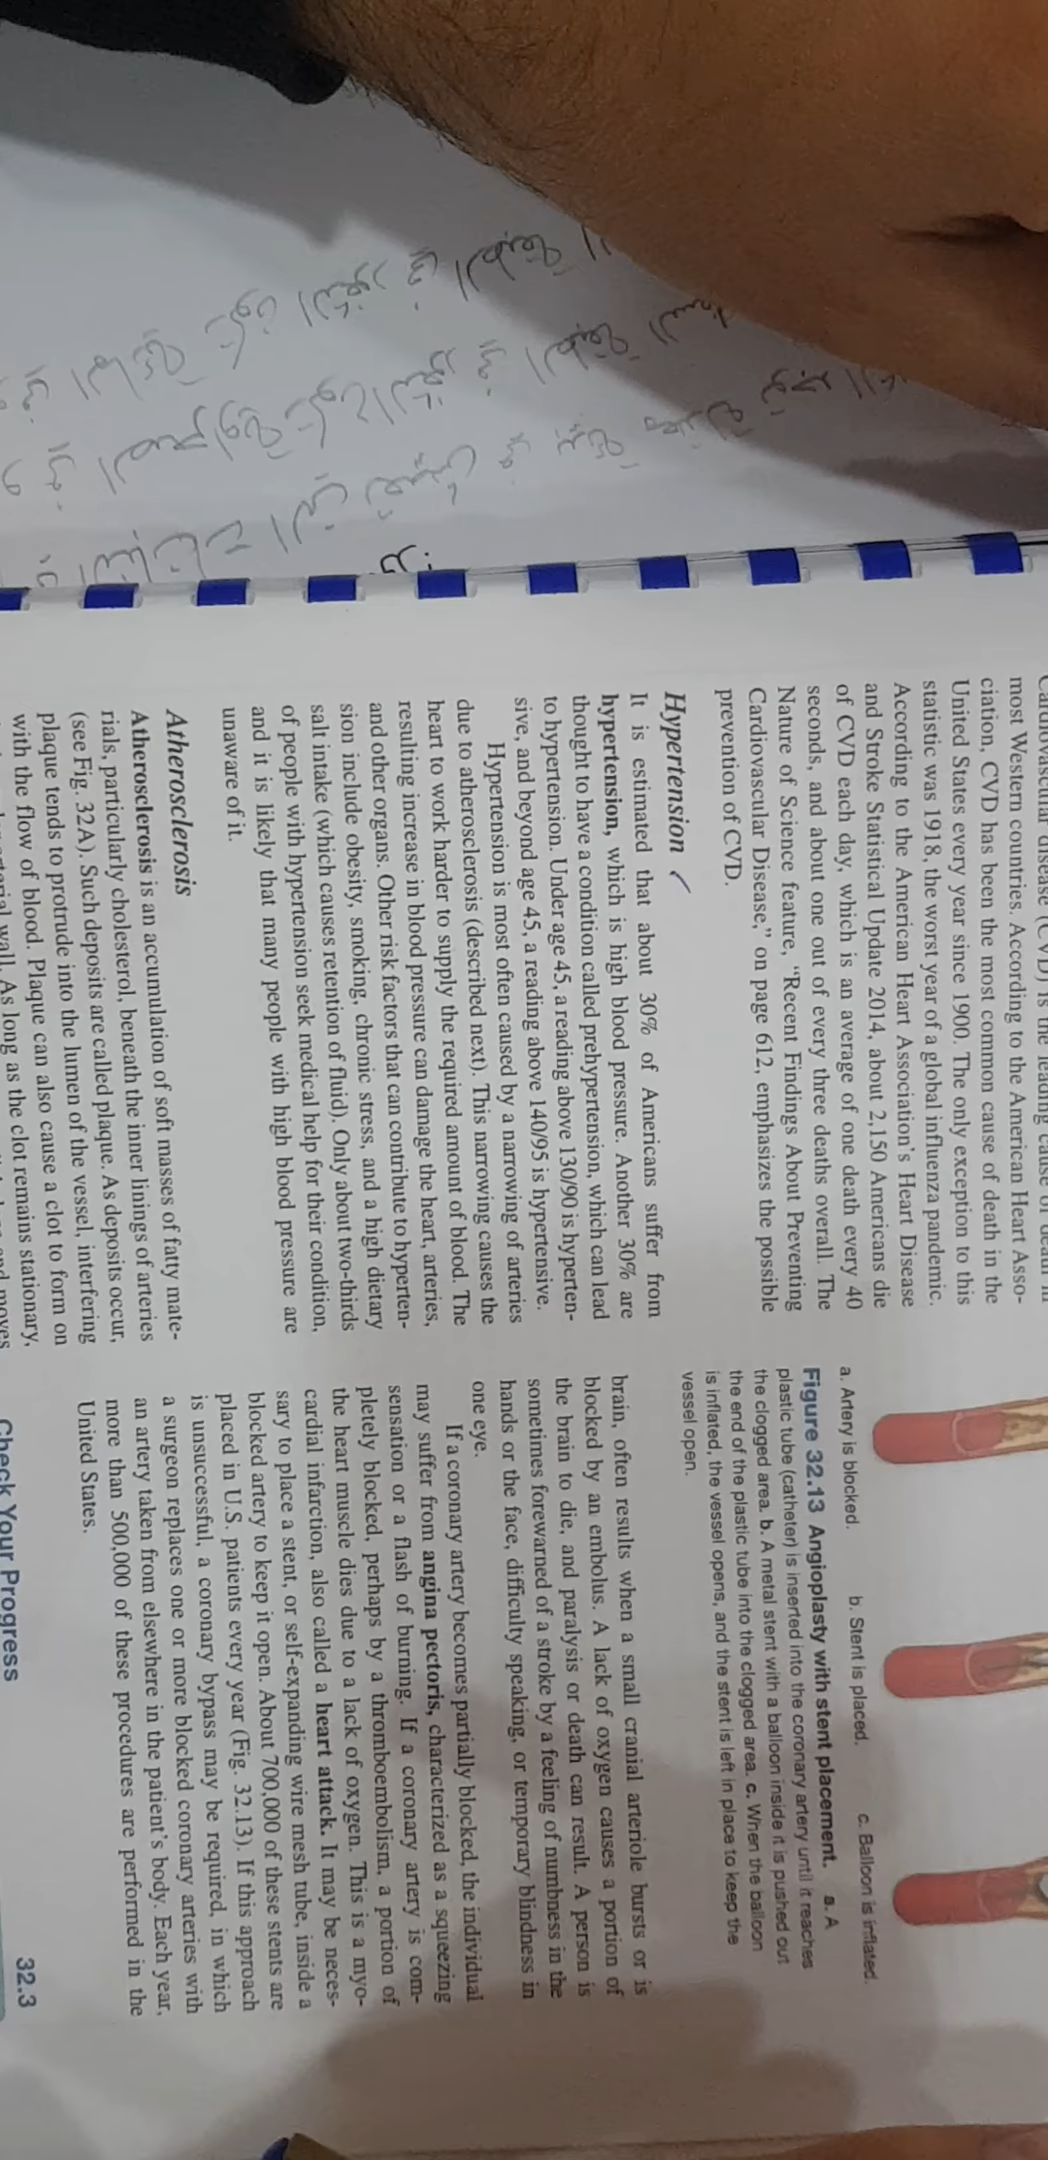 Cardiovascular disease (CVD) is the leading cause of death in
most Western countries. According to the American Heart Asso-
ciation, CVD has been the most common cause of death in the
United States every year since 1900. The only exception to this
statistic was 1918, the worst year of a global influenza pandemic.
According to the American Heart Association's Heart Disease
and Stroke Statistical Update 2014, about 2,150 Americans die
of CVD each day, which is an average of one death every 40
seconds, and about one out of every three deaths overall. The
Nature of Science feature, "Recent Findings About Preventing
Cardiovascular Disease," on page 612, emphasizes the possible
prevention of CVD.
Hypertension
It is estimated that about 30% of Americans suffer from
hypertension, which is high blood pressure. Another 30% are
thought to have a condition called prehypertension, which can lead
to hypertension. Under age 45, a reading above 130/90 is hyperten-
sive, and beyond age 45, a reading above 140/95 is hypertensive.
Hypertension is most often caused by a narrowing of arteries
due to atherosclerosis (described next). This narrowing causes the
heart to work harder to supply the required amount of blood. The
resulting increase in blood pressure can damage the heart, arteries,
and other organs. Other risk factors that can contribute to hyperten-
sion include obesity, smoking, chronic stress, and a high dietary
salt intake (which causes retention of fluid). Only about two-thirds
of people with hypertension seek medical help for their condition,
and it is likely that many people with high blood pressure are
unaware of it.
Atherosclerosis
Atherosclerosis is an accumulation of soft masses of fatty mate-
rials, particularly cholesterol, beneath the inner linings of arteries
(see Fig. 32A). Such deposits are called plaque. As deposits occur,
plaque tends to protrude into the lumen of the vessel, interfering
with the flow of blood. Plaque can also cause a clot to form on
wall. As long as the clot remains stationary,
and moves
a. Artery is blocked.
b. Stent is placed.
c. Balloon is inflated.
Figure 32.13 Angioplasty with stent placement. a. A
plastic tube (catheter) is inserted into the coronary artery until it reaches
the clogged area. b. A metal stent with a balloon inside it is pushed out
the end of the plastic tube into the clogged area. c. When the balloon
is inflated, the vessel opens, and the stent is left in place to keep the
vessel open.
brain, often results when a small cranial arteriole bursts or is
blocked by an embolus. A lack of oxygen causes a portion of
the brain to die, and paralysis or death can result. A person is
sometimes forewarned of a stroke by a feeling of numbness in the
hands or the face, difficulty speaking, or temporary blindness in
one eye.
If a coronary artery becomes partially blocked, the individual
may suffer from angina pectoris, characterized as a squeezing
sensation or a flash of burning. If a coronary artery is com-
pletely blocked, perhaps by a thromboembolism, a portion of
the heart muscle dies due to a lack of oxygen. This is a myo-
cardial infarction, also called a heart attack. It may be neces-
sary to place a stent, or self-expanding wire mesh tube, inside a
blocked artery to keep it open. About 700,000 of these stents are
placed in U.S. patients every year (Fig. 32.13). If this approach
is unsuccessful, a coronary bypass may be required, in which
a surgeon replaces one or more blocked coronary arteries with
an artery taken from elsewhere in the patient's body. Each year,
more than 500,000 of these procedures are performed in the
United States.
Check Your Progress
32.3